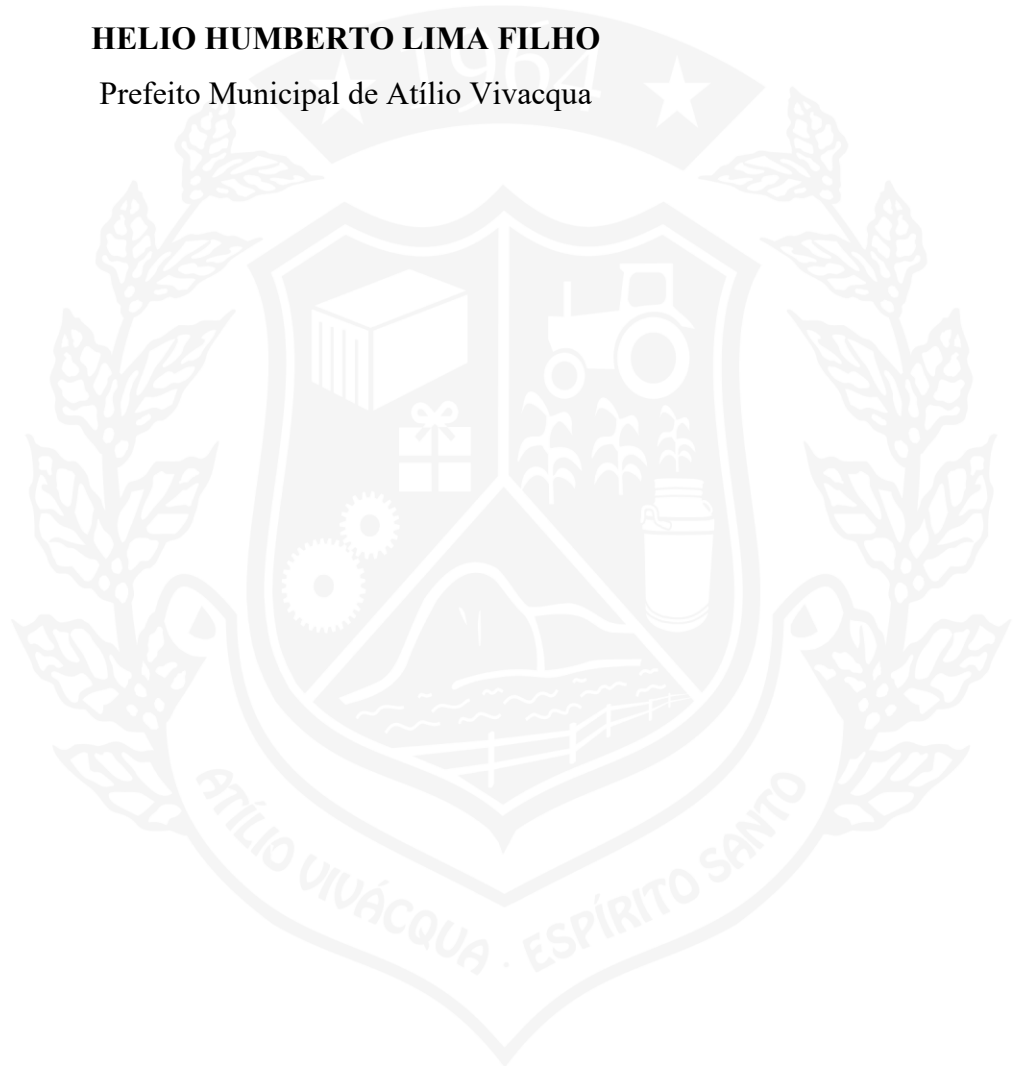 HELIO HUMBERTO LIMA FILHO
Prefeito Municipal de Atílio Vivacqua
1964
ATÍLIO VIVÁCQUA · ESPÍRITO SANTO